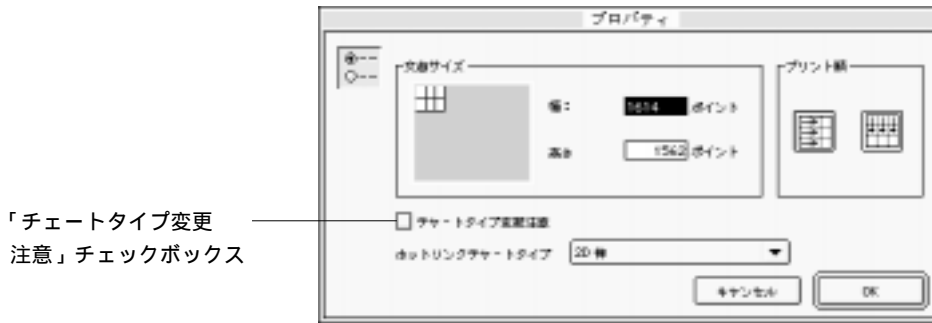 プロパティ
文書サイズ
幅：
1614
ポイント
高さ
1562
ポイント
プリント順
「チェートタイプ変更
注意」チェックボックス
チャートタイプ変更注意
ホットリンクチャートタイプ
2D 棒
キャンセル
OK